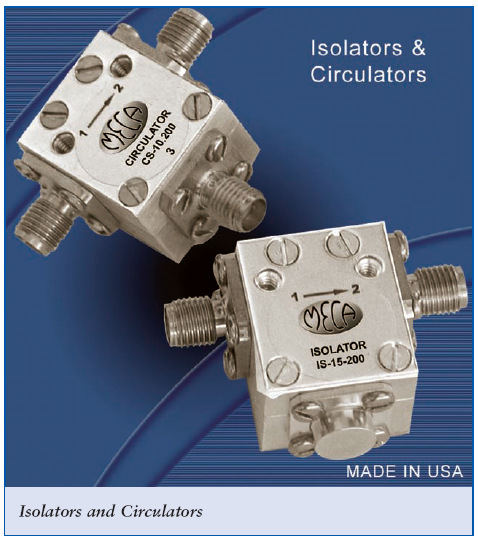 Isolators &
Circulators
1 → 2
MECA
CIRCULATOR
CS-10.200
3
1 → 2
MECA
ISOLATOR
IS-15-200
MADE IN USA
Isolators and Circulators